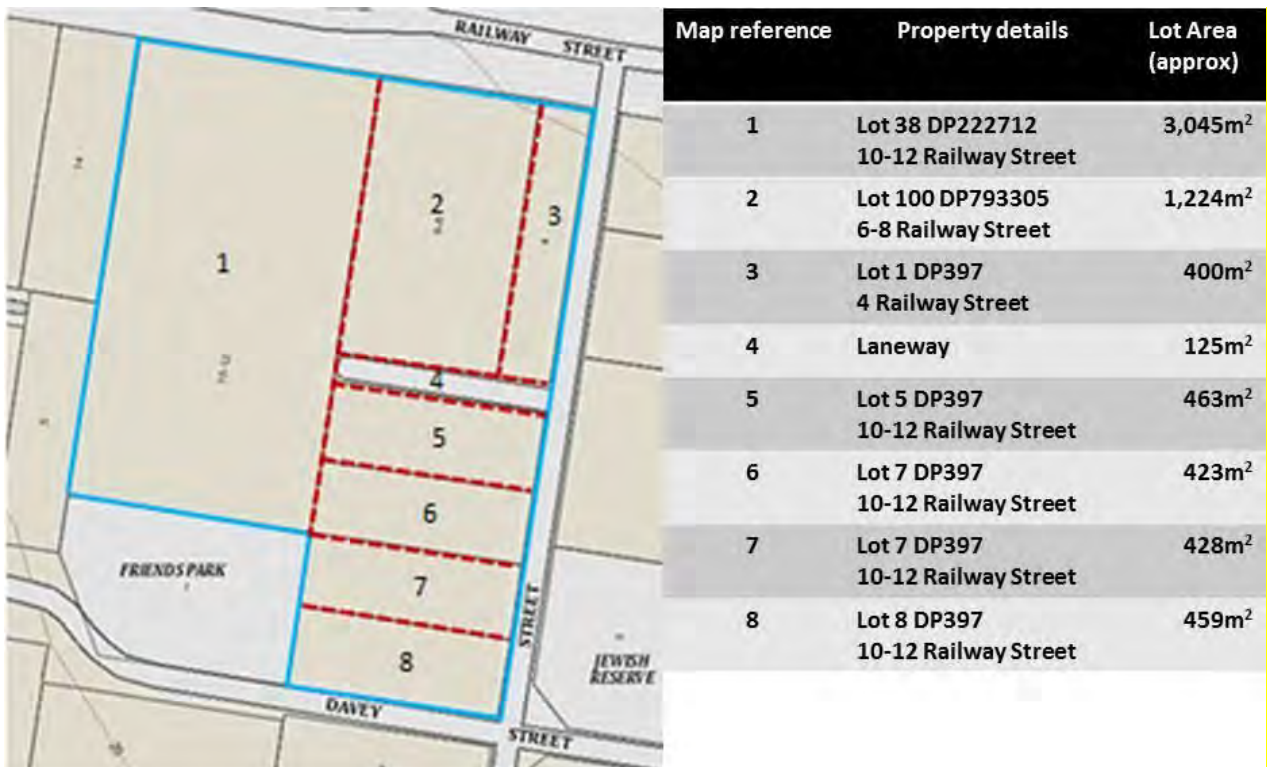 RAILWAY STREET
1
2
3
4
5
6
7
8
FRIENDS PARK
STREET
JEWISH
RESERVE
DAVEY
STREET
Map reference Property details Lot Area
(approx)
1 Lot 38 DP222712 3,045m²
10-12 Railway Street
2 Lot 100 DP793305 1,224m²
6-8 Railway Street
3 Lot 1 DP397 400m²
4 Railway Street
4 Laneway 125m²
5 Lot 5 DP397 463m²
10-12 Railway Street
6 Lot 7 DP397 423m²
10-12 Railway Street
7 Lot 7 DP397 428m²
10-12 Railway Street
8 Lot 8 DP397 459m²
10-12 Railway Street